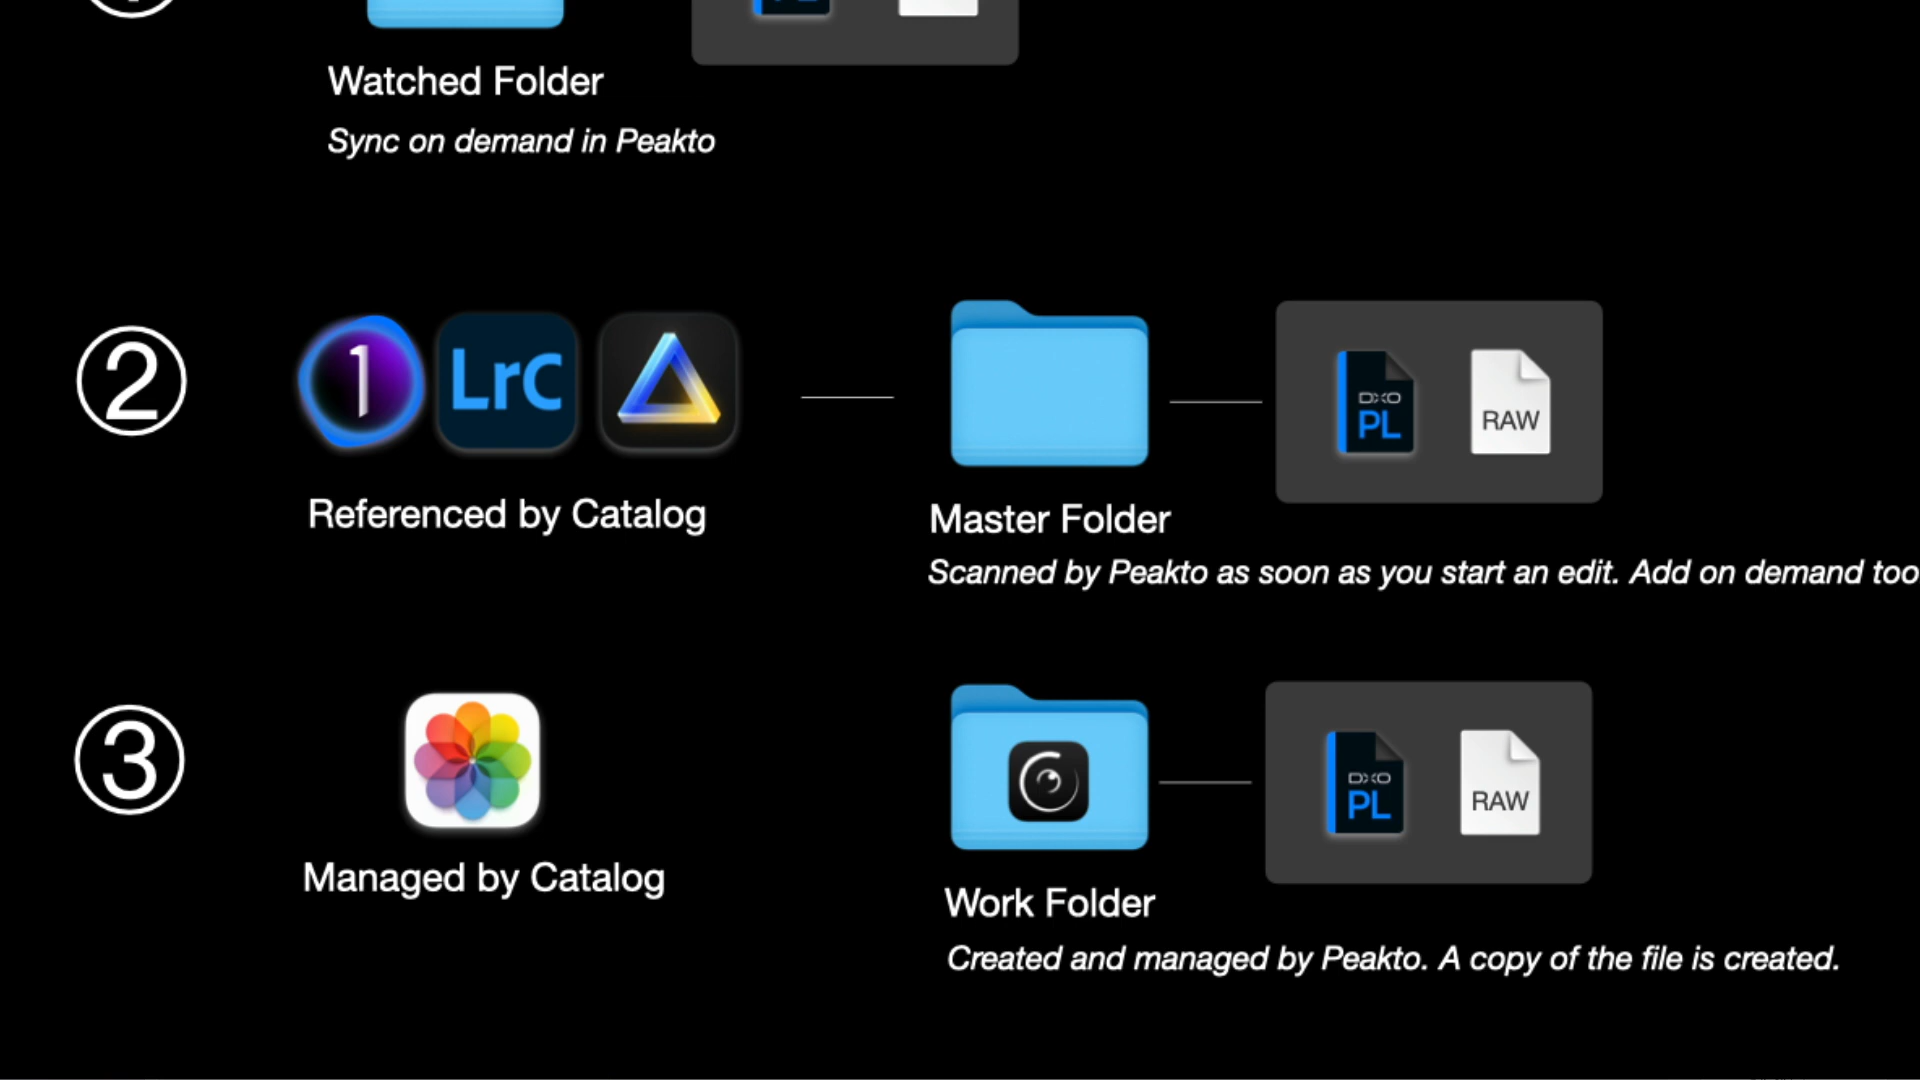 Watched Folder
Sync on demand in Peakto
②
1
LrC
DXO
PL
RAW
Referenced by Catalog
Master Folder
Scanned by Peakto as soon as you start an edit. Add on demand too
③
DXO
PL
RAW
Managed by Catalog
Work Folder
Created and managed by Peakto. A copy of the file is created.